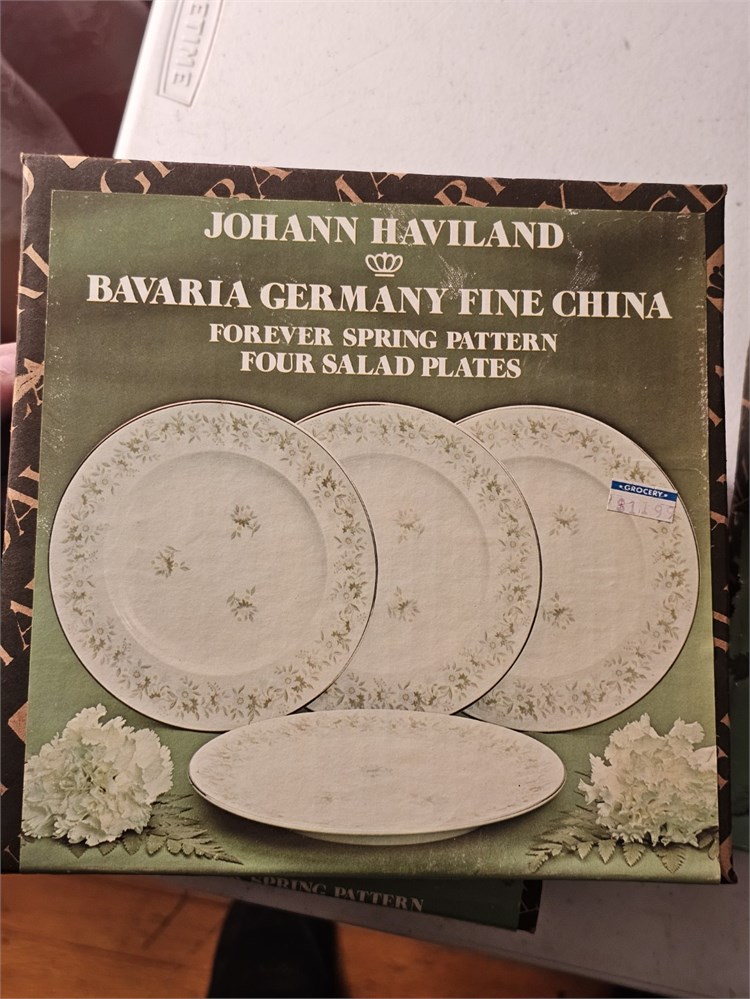 ETIME
JOHANN HAVILAND
BAVARIA GERMANY FINE CHINA
FOREVER SPRING PATTERN
FOUR SALAD PLATES
GROCERY
SPRING PATTERN